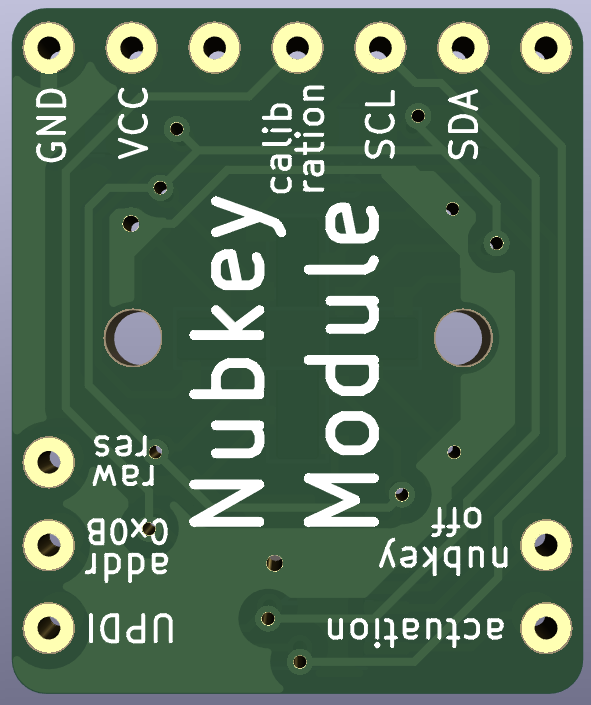 GND
VCC
calib
ration
SCL
SDA
Nubkey
Module
raw
res
addr
0x0B
UPDI
nubkey
off
actuation